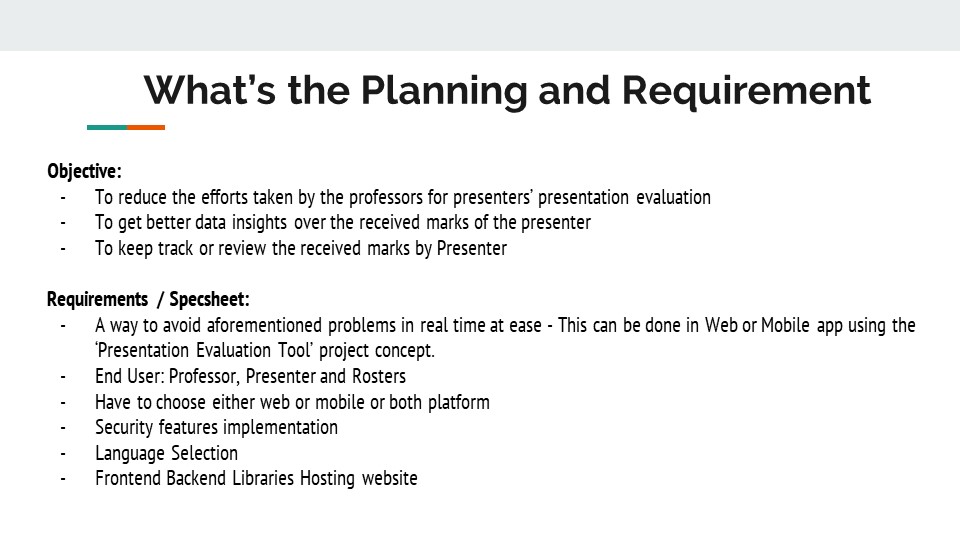 What’s the Planning and Requirement
Objective:
- To reduce the efforts taken by the professors for presenters’ presentation evaluation
- To get better data insights over the received marks of the presenter
- To keep track or review the received marks by Presenter
Requirements / Specsheet:
- A way to avoid aforementioned problems in real time at ease - This can be done in Web or Mobile app using the
‘Presentation Evaluation Tool’ project concept.
- End User: Professor, Presenter and Rosters
- Have to choose either web or mobile or both platform
- Security features implementation
- Language Selection
- Frontend Backend Libraries Hosting website